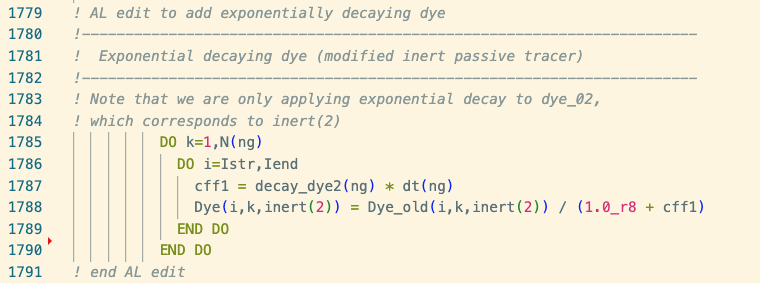 1779 ! AL edit to add exponentially decaying dye
1780 !-----------------------------------------------------------------------
1781 !  Exponential decaying dye (modified inert passive tracer)
1782 !-----------------------------------------------------------------------
1783 ! Note that we are only applying exponential decay to dye_02,
1784 ! which corresponds to inert(2)
1785           DO k=1,N(ng)
1786             DO i=Istr,Iend
1787               cff1 = decay_dye2(ng) * dt(ng)
1788               Dye(i,k,inert(2)) = Dye_old(i,k,inert(2)) / (1.0_r8 + cff1)
1789             END DO
1790           END DO
1791 ! end AL edit